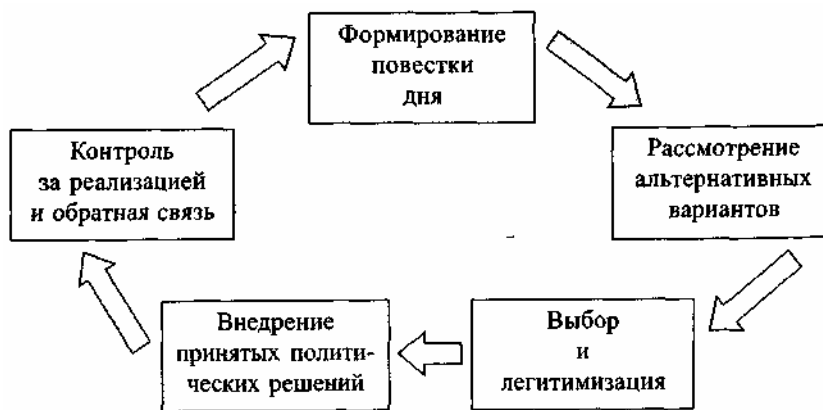 Формирование
повестки
дня
Рассмотрение
альтернативных
вариантов
Выбор
и
легитимизация
Внедрение
принятых полити-
ческих решений
Контроль
за реализацией
и обратная связь